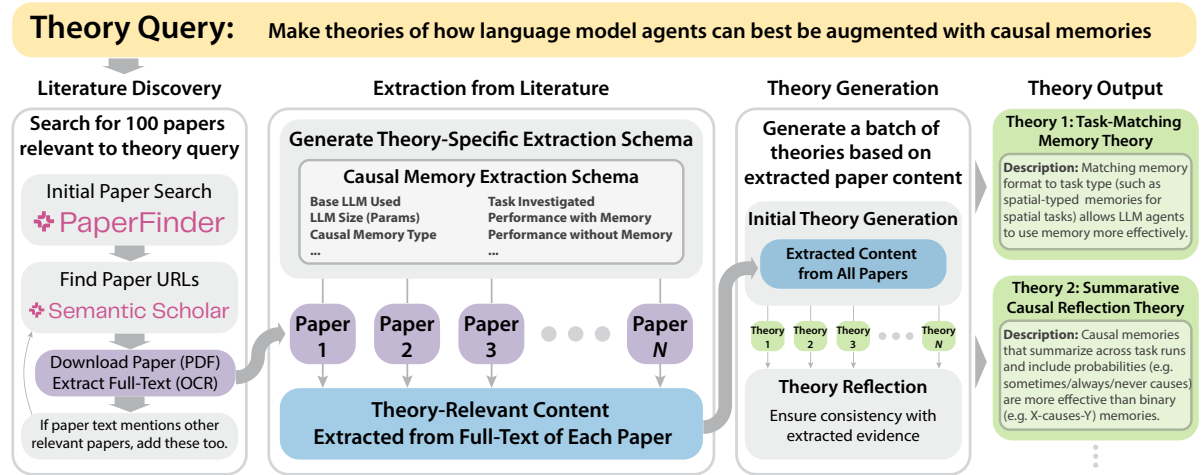 Theory Query: Make theories of how language model agents can best be augmented with causal memories
Literature Discovery
Search for 100 papers
relevant to theory query
Initial Paper Search
PaperFinder
Find Paper URLs
Semantic Scholar
Download Paper (PDF)
Extract Full-Text (OCR)
If paper text mentions other
relevant papers, add these too.
Extraction from Literature
Generate Theory-Specific Extraction Schema
Causal Memory Extraction Schema
Base LLM Used
LLM Size (Params)
Causal Memory Type
...
Task Investigated
Performance with Memory
Performance without Memory
...
Paper
1
Paper
2
Paper
3
Paper
N
Theory-Relevant Content
Extracted from Full-Text of Each Paper
Theory Generation
Generate a batch of
theories based on
extracted paper content
Initial Theory Generation
Extracted Content
from All Papers
Theory
1
Theory
2
Theory
3
Theory
N
Theory Reflection
Ensure consistency with
extracted evidence
Theory Output
Theory 1: Task-Matching
Memory Theory
Description: Matching memory
format to task type (such as
spatial-typed memories for
spatial tasks) allows LLM agents
to use memory more effectively.
Theory 2: Summarative
Causal Reflection Theory
Description: Causal memories
that summarize across task runs
and include probabilities (e.g.
sometimes/always/never causes)
are more effective than binary
(e.g. X-causes-Y) memories.